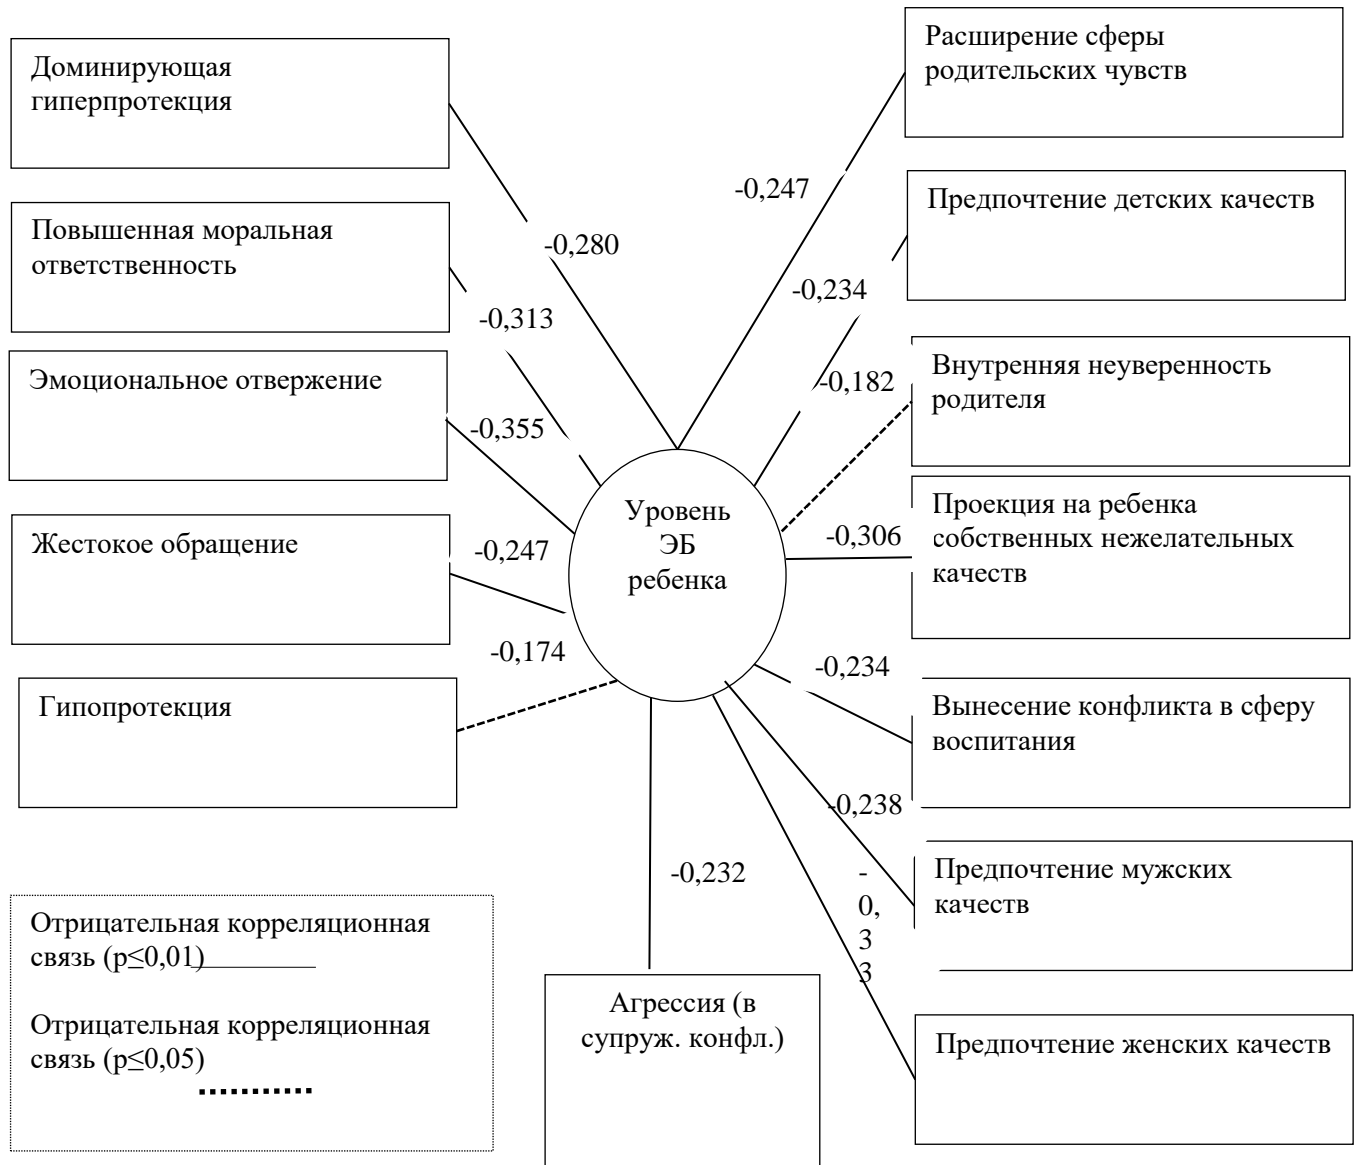 Доминирующая
гиперпротекция
Повышенная моральная
ответственность
Эмоциональное отвержение
Жестокое обращение
Гипопротекция
-0,280
-0,313
-0,355
-0,247
-0,174
Уровень
ЭБ
ребенка
-0,247
-0,234
-0,182
-0,306
-0,234
-0,238
-
0,
3
3
-0,232
Расширение сферы
родительских чувств
Предпочтение детских качеств
Внутренняя неуверенность
родителя
Проекция на ребенка
собственных нежелательных
качеств
Вынесение конфликта в сферу
воспитания
Предпочтение мужских
качеств
Предпочтение женских качеств
Агрессия (в
супруж. конфл.)
Отрицательная корреляционная
связь (p≤0,01)
Отрицательная корреляционная
связь (p≤0,05)